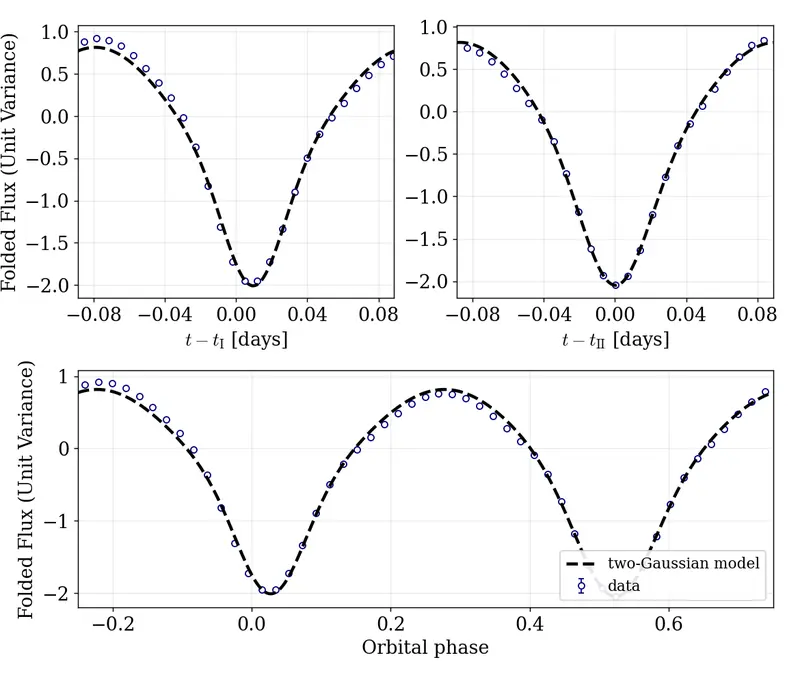 Folded Flux (Unit Variance)
1.0
0.5
0.0
−0.5
−1.0
−1.5
−2.0
−0.08 −0.04 0.00 0.04 0.08
t − tI [days]
1.0
0.5
0.0
−0.5
−1.0
−1.5
−2.0
−0.08 −0.04 0.00 0.04 0.08
t − tII [days]
Folded Flux (Unit Variance)
1
0
−1
−2
two-Gaussian model
data
−0.2 0.0 0.2 0.4 0.6
Orbital phase